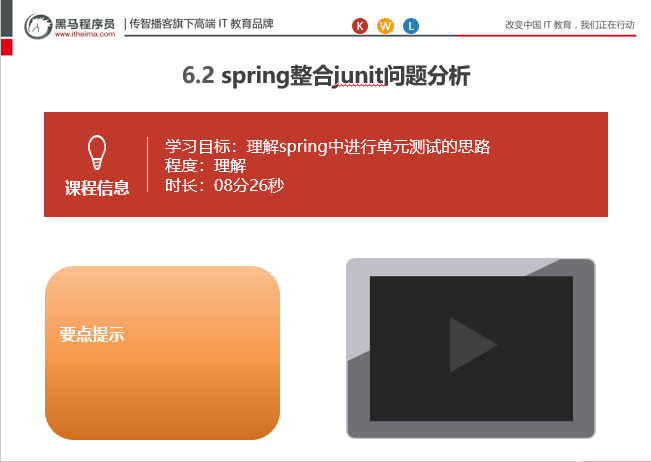 黑马程序员
www.itheima.com
传智播客旗下高端 IT 教育品牌
K W L
改变中国 IT 教育，我们正在行动
6.2 spring整合junit问题分析
课程信息
学习目标：理解spring中进行单元测试的思路
程度：理解
时长：08分26秒
要点提示